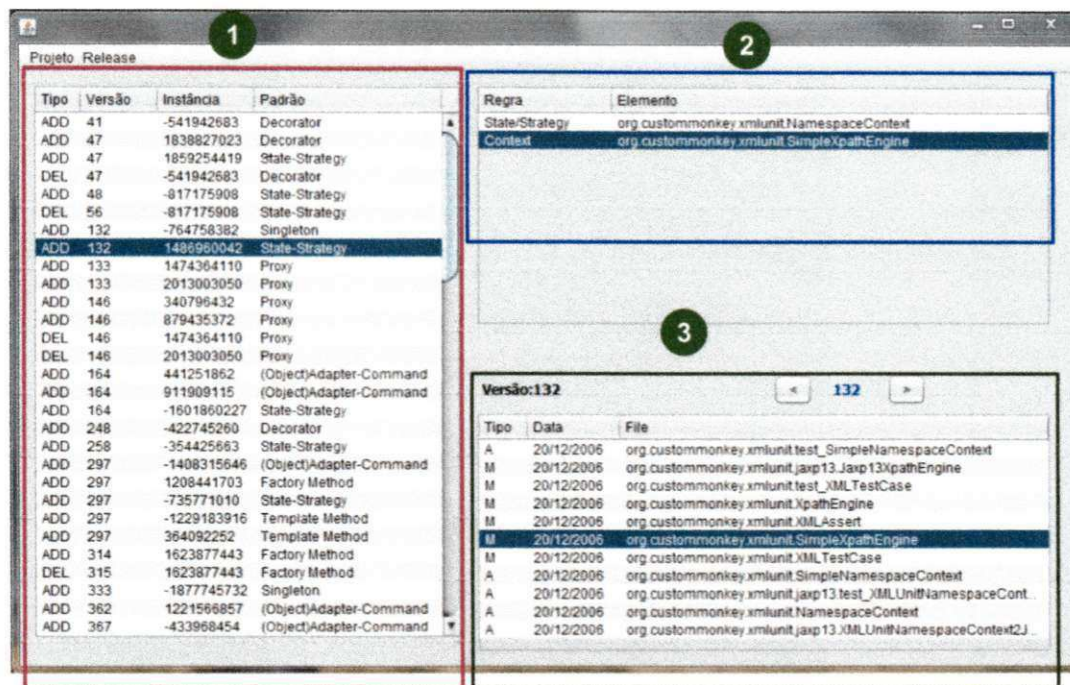 1
2
Projeto Release
Tipo Versão Instância Padrão
ADD 41 -541942683 Decorator
ADD 47 1838827023 Decorator
ADD 47 1859254419 State-Strategy
DEL 47 -541942683 Decorator
ADD 48 -817175908 State-Strategy
DEL 56 -817175908 State-Strategy
ADD 132 -764758382 Singleton
ADD 132 1486960042 State-Strategy
ADD 133 1474364110 Proxy
ADD 133 2013003050 Proxy
ADD 146 340796432 Proxy
ADD 146 879435372 Proxy
DEL 146 1474364110 Proxy
DEL 146 2013003050 Proxy
ADD 164 441251862 (Object)Adapter-Command
ADD 164 911909115 (Object)Adapter-Command
ADD 164 -1601860227 State-Strategy
ADD 248 -422745260 Decorator
ADD 258 -354425663 State-Strategy
ADD 297 -1408315646 (Object)Adapter-Command
ADD 297 1208441703 Factory Method
ADD 297 -735771010 State-Strategy
ADD 297 -1229183916 Template Method
ADD 297 364092252 Template Method
ADD 314 1623877443 Factory Method
DEL 315 1623877443 Factory Method
ADD 333 -1877745732 Singleton
ADD 362 1221566857 (Object)Adapter-Command
ADD 367 -433968454 (Object)Adapter-Command
Regra Elemento
State/Strategy org.custommonkey.xmlunit.NamespaceContext
Context org.custommonkey.xmlunit.SimpleXpathEngine
3
Versão:132 < 132 >
Tipo Data File
A 20/12/2006 org.custommonkey.xmlunit.test_SimpleNamespaceContext
M 20/12/2006 org.custommonkey.xmlunit.jaxp13.Jaxp13XpathEngine
M 20/12/2006 org.custommonkey.xmlunit.test_XMLTestCase
M 20/12/2006 org.custommonkey.xmlunit.XpathEngine
M 20/12/2006 org.custommonkey.xmlunit.XMLAssert
M 20/12/2006 org.custommonkey.xmlunit.SimpleXpathEngine
M 20/12/2006 org.custommonkey.xmlunit.XMLTestCase
A 20/12/2006 org.custommonkey.xmlunit.SimpleNamespaceContext
A 20/12/2006 org.custommonkey.xmlunit.jaxp13.test_XMLUnitNamespaceCont...
A 20/12/2006 org.custommonkey.xmlunit.NamespaceContext
A 20/12/2006 org.custommonkey.xmlunit.jaxp13.XMLUnitNamespaceContext2J...